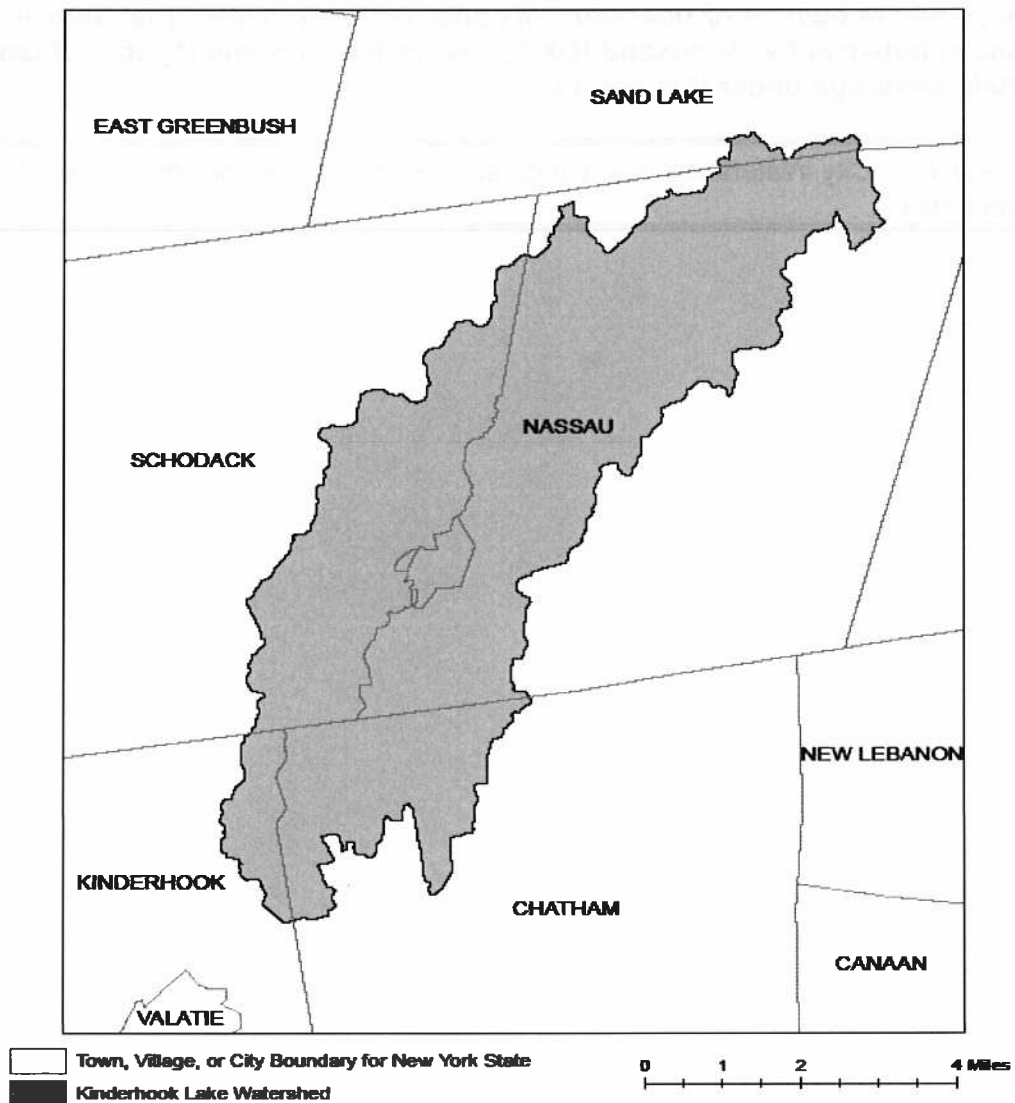 SAND LAKE
EAST GREENBUSH
NASSAU
SCHODACK
NEW LEBANON
KINDERHOOK
CHATHAM
CANAAN
VALATIE
Town, Village, or City Boundary for New York State
Kinderhook Lake Watershed
0 1 2 4 Miles